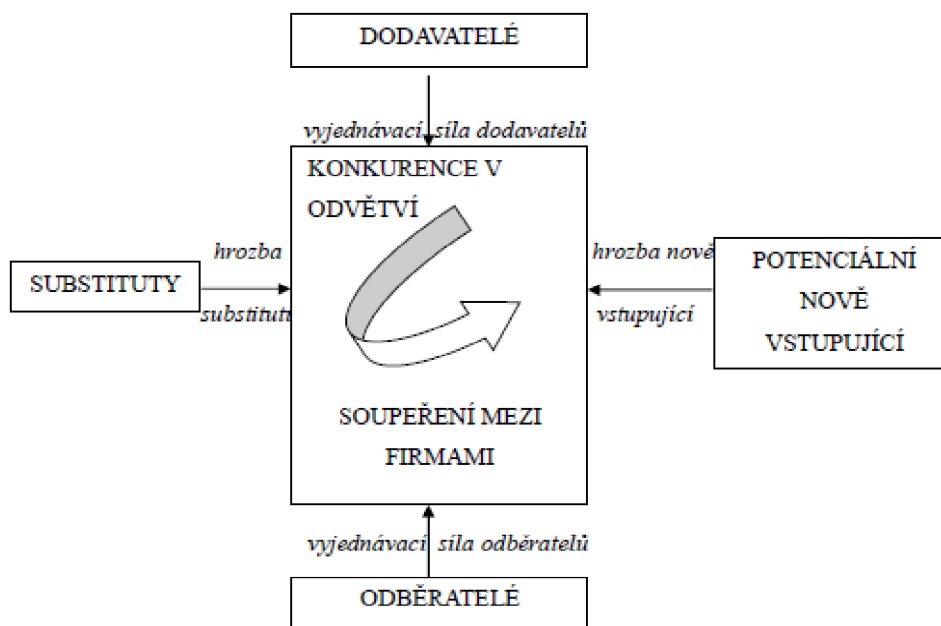 DODAVATELÉ
vyjednávací síla dodavatelů
KONKURENCE V
ODVĚTVÍ
hrozba
substitutů
SUBSTITUTY
hrozba nově
vstupující
POTENCIÁLNÍ
NOVĚ
VSTUPUJÍCÍ
SOUPEŘENÍ MEZI
FIRMAMI
vyjednávací síla odběratelů
ODBĚRATELÉ